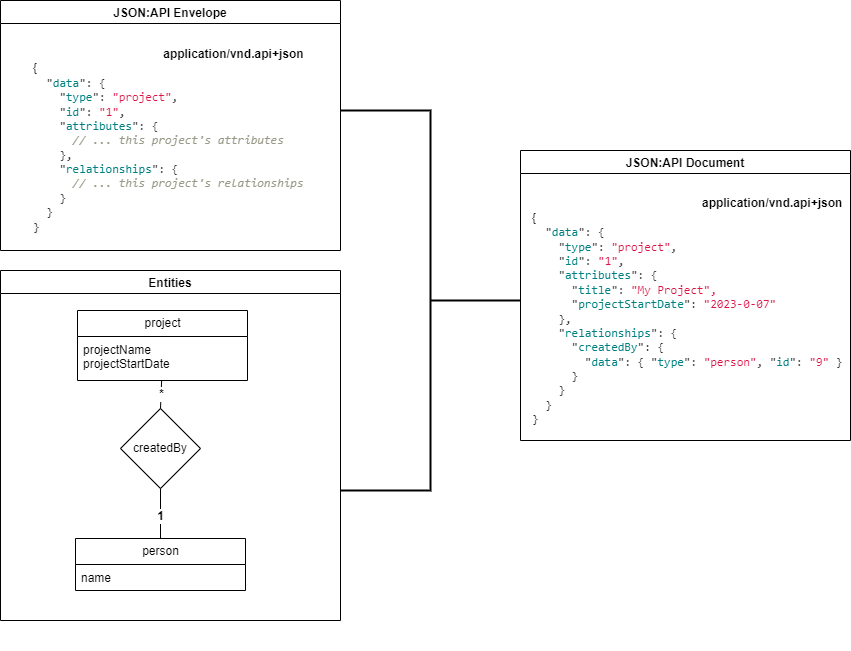 JSON:API Envelope
application/vnd.api+json
{
"data": {
"type": "project",
"id": "1",
"attributes": {
// ... this project's attributes
},
"relationships": {
// ... this project's relationships
}
}
}
Entities
project
projectName
projectStartDate
*
createdBy
1
person
name
JSON:API Document
application/vnd.api+json
{
"data": {
"type": "project",
"id": "1",
"attributes": {
"title": "My Project",
"projectStartDate": "2023-0-07"
},
"relationships": {
"createdBy": {
"data": { "type": "person", "id": "9" }
}
}
}
}